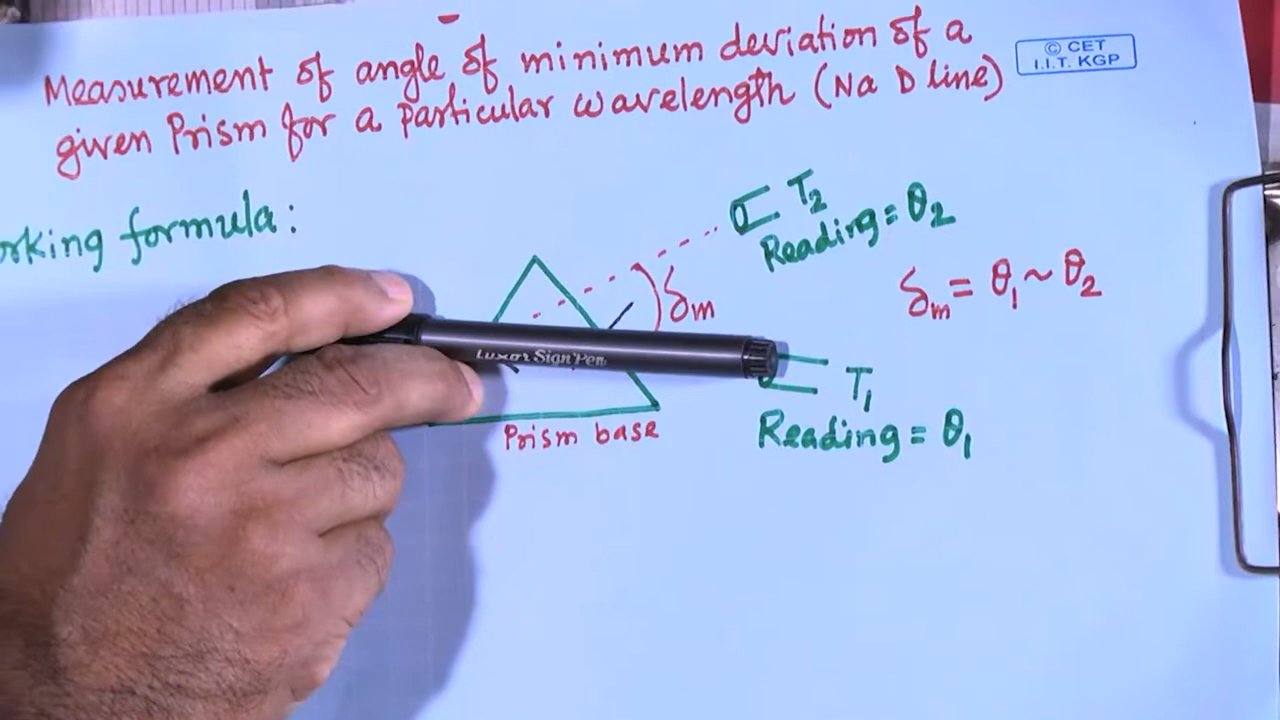 Measurement of angle of minimum deviation of a
given Prism for a particular wavelength (Na D line)
© CET
I.I.T. KGP
orking formula:
T2
Reading = θ2
δm
δm = θ1 ~ θ2
Luxor Sign Pen
T1
Reading = θ1
Prism base